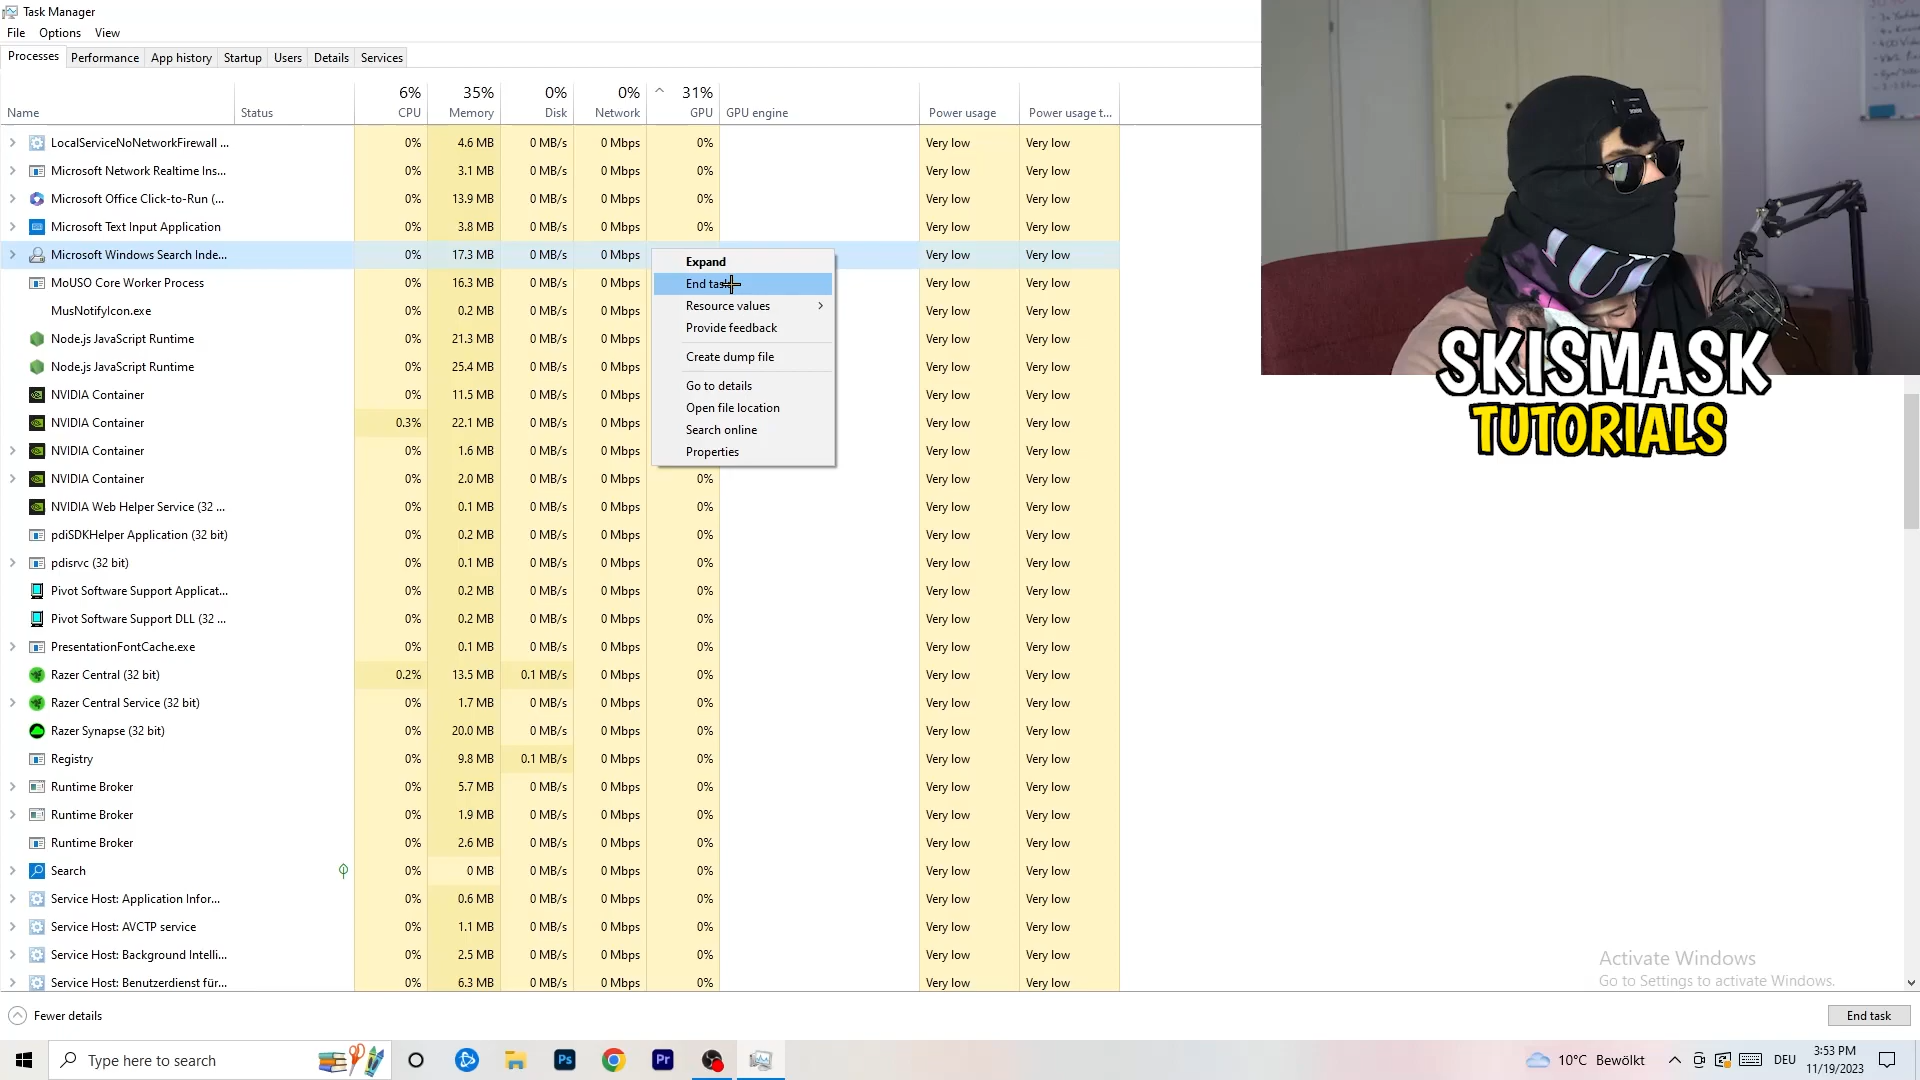 Task Manager
File Options View
Processes Performance App history Startup Users Details Services
6% 35% 0% 0% 31%
Name Status CPU Memory Disk Network GPU GPU engine Power usage Power usage t...
LocalServiceNoNetworkFirewall ... 0% 4.6 MB 0 MB/s 0 Mbps 0% Very low Very low
Microsoft Network Realtime Ins... 0% 3.1 MB 0 MB/s 0 Mbps 0% Very low Very low
Microsoft Office Click-to-Run (... 0% 13.9 MB 0 MB/s 0 Mbps 0% Very low Very low
Microsoft Text Input Application 0% 3.8 MB 0 MB/s 0 Mbps 0% Very low Very low
Microsoft Windows Search Inde... 0% 17.3 MB 0 MB/s 0 Mbps Very low Very low
Expand
MoUSO Core Worker Process 0% 16.3 MB 0 MB/s 0 Mbps End task Very low Very low
Resource values
MusNotifyIcon.exe 0% 0.2 MB 0 MB/s 0 Mbps Very low Very low
Provide feedback
Node.js JavaScript Runtime 0% 21.3 MB 0 MB/s 0 Mbps Very low Very low
Create dump file
Node.js JavaScript Runtime 0% 25.4 MB 0 MB/s 0 Mbps Very low Very low
Go to details
NVIDIA Container 0% 11.5 MB 0 MB/s 0 Mbps Very low Very low
Open file location
NVIDIA Container 0.3% 22.1 MB 0 MB/s 0 Mbps Very low Very low
Search online
NVIDIA Container 0% 1.6 MB 0 MB/s 0 Mbps Properties Very low Very low
NVIDIA Container 0% 2.0 MB 0 MB/s 0 Mbps 0% Very low Very low
NVIDIA Web Helper Service (32 ... 0% 0.1 MB 0 MB/s 0 Mbps 0% Very low Very low
pdiSDKHelper Application (32 bit) 0% 0.2 MB 0 MB/s 0 Mbps 0% Very low Very low
pdisrvc (32 bit) 0% 0.1 MB 0 MB/s 0 Mbps 0% Very low Very low
Pivot Software Support Applicat... 0% 0.2 MB 0 MB/s 0 Mbps 0% Very low Very low
Pivot Software Support DLL (32 ... 0% 0.2 MB 0 MB/s 0 Mbps 0% Very low Very low
PresentationFontCache.exe 0% 0.1 MB 0 MB/s 0 Mbps 0% Very low Very low
Razer Central (32 bit) 0.2% 13.5 MB 0.1 MB/s 0 Mbps 0% Very low Very low
Razer Central Service (32 bit) 0% 1.7 MB 0 MB/s 0 Mbps 0% Very low Very low
Razer Synapse (32 bit) 0% 20.0 MB 0 MB/s 0 Mbps 0% Very low Very low
Registry 0% 9.8 MB 0.1 MB/s 0 Mbps 0% Very low Very low
Runtime Broker 0% 5.7 MB 0 MB/s 0 Mbps 0% Very low Very low
Runtime Broker 0% 1.9 MB 0 MB/s 0 Mbps 0% Very low Very low
Runtime Broker 0% 2.6 MB 0 MB/s 0 Mbps 0% Very low Very low
Search 0% 0 MB 0 MB/s 0 Mbps 0% Very low Very low
Service Host: Application Infor... 0% 0.6 MB 0 MB/s 0 Mbps 0% Very low Very low
Service Host: AVCTP service 0% 1.1 MB 0 MB/s 0 Mbps 0% Very low Very low
Service Host: Background Intelli... 0% 2.5 MB 0 MB/s 0 Mbps 0% Very low Very low
Service Host: Benutzerdienst für... 0% 6.3 MB 0 MB/s 0 Mbps 0% Very low Very low
SKISMASK
TUTORIALS
Activate Windows
Go to Settings to activate Windows.
Fewer details End task
Type here to search Ps Pr 10°C Bewölkt DEU 3:53 PM
11/19/2023